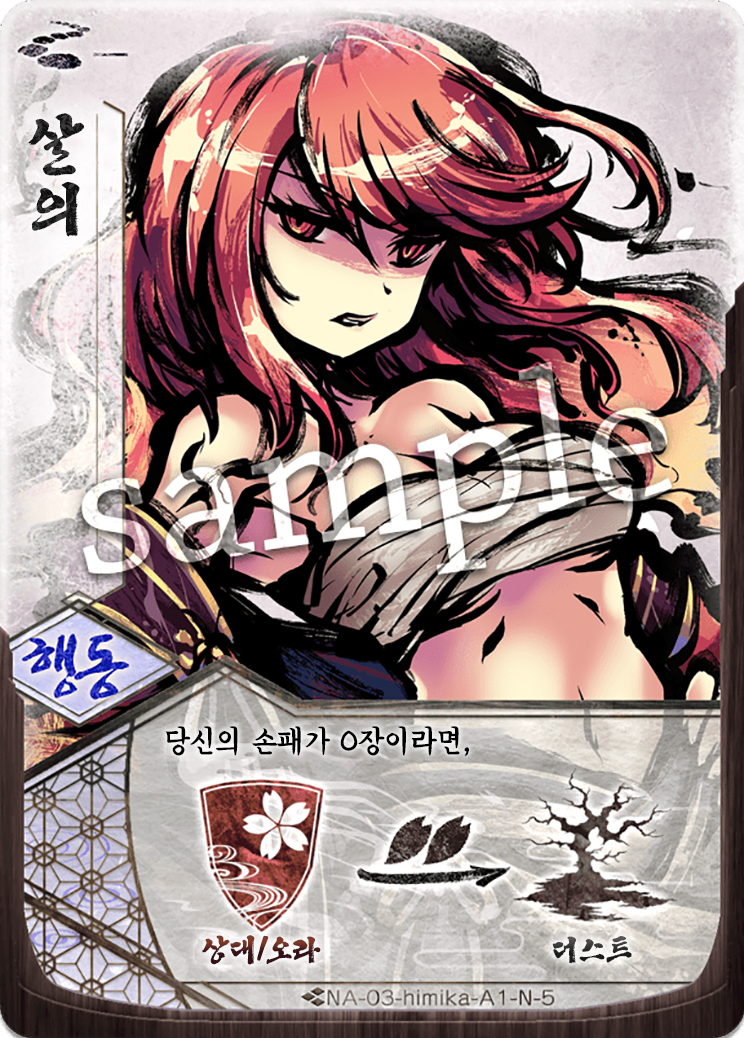 살의
sample
행동
당신의 손패가 0장이라면,
상대/오라
더스트
NA-03-himika-A1-N-5